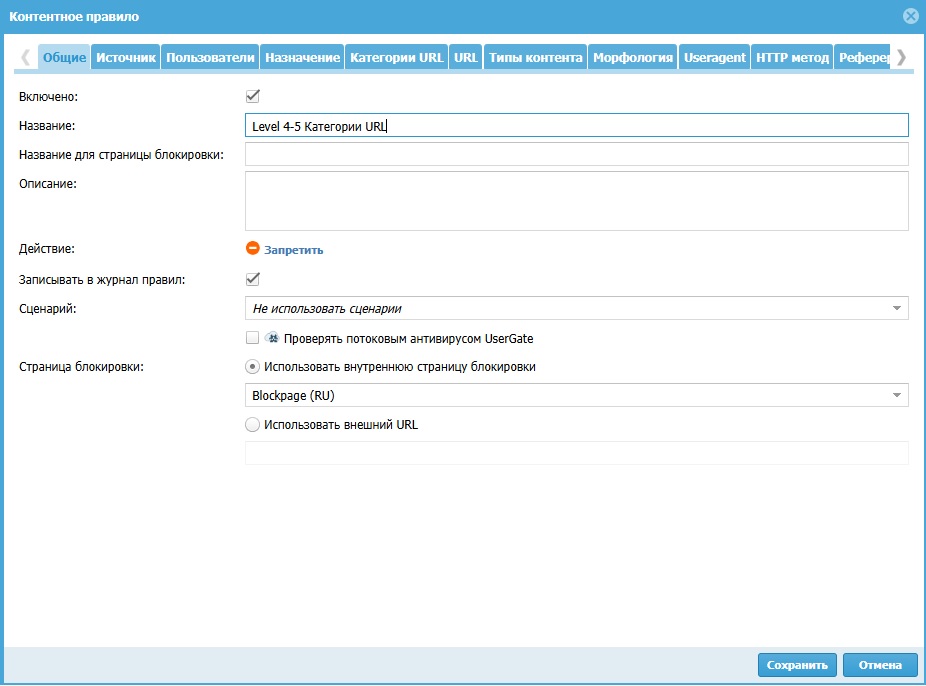 Контентное правило
Общие Источник Пользователи Назначение Категории URL URL Типы контента Морфология Useragent HTTP метод Реферер
Включено:
Название: Level 4-5 Категории URL
Название для страницы блокировки:
Описание:
Действие: Запретить
Записывать в журнал правил:
Сценарий: Не использовать сценарии
Проверять потоковым антивирусом UserGate
Страница блокировки: Использовать внутреннюю страницу блокировки
Blockpage (RU)
Использовать внешний URL
Сохранить Отмена